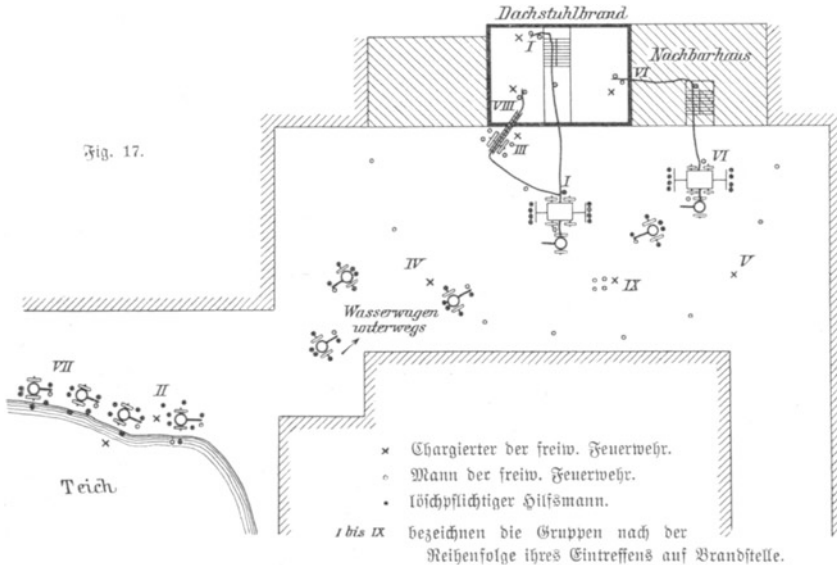 Dachstuhlbrand
I
Nachbarhaus
VI
VIII
Fig. 17.
III
VI
I
IV
IX
V
Wasserwagen
unterwegs
VII
II
Teich
× Chargierter der freiw. Feuerwehr.
○ Mann der freiw. Feuerwehr.
• löschpflichtiger Hilfsmann.
I bis IX bezeichnen die Gruppen nach der
Reihenfolge ihres Eintreffens auf Brandstelle.